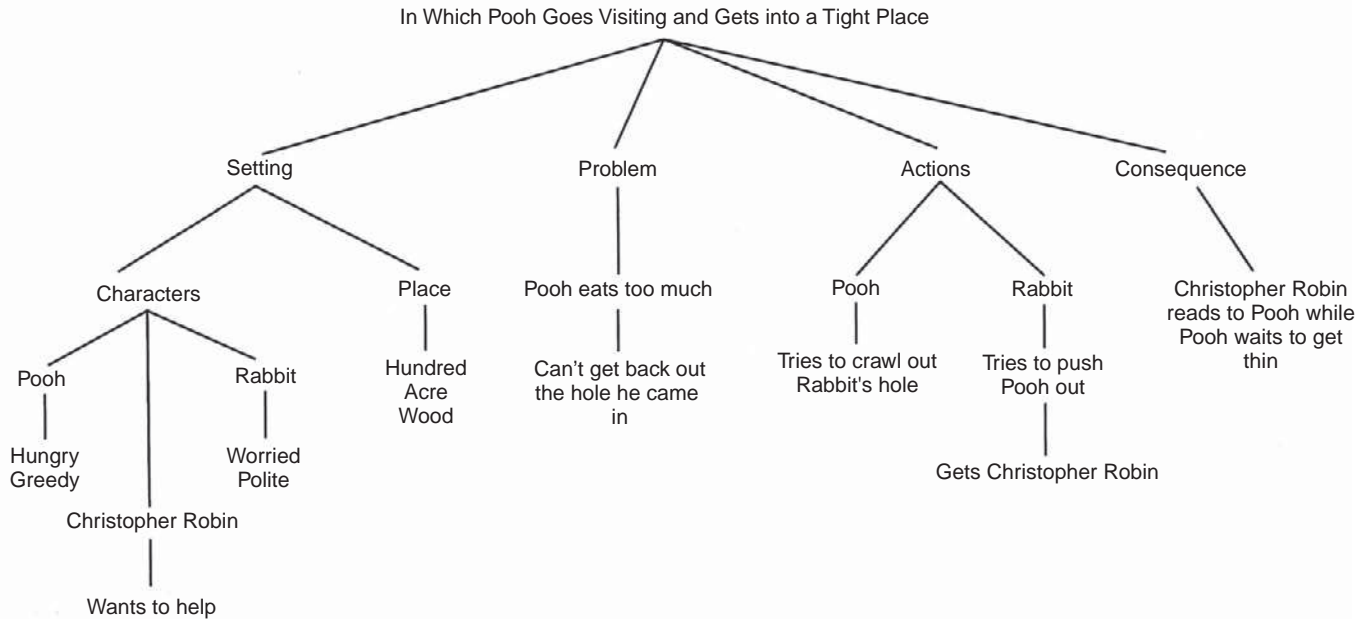 In Which Pooh Goes Visiting and Gets into a Tight Place
Setting
Problem
Actions
Consequence
Characters
Place
Pooh eats too much
Pooh
Rabbit
Christopher Robin
reads to Pooh while
Pooh waits to get
thin
Pooh
Rabbit
Hundred
Acre
Wood
Can’t get back out
the hole he came
in
Tries to crawl out
Rabbit's hole
Tries to push
Pooh out
Hungry
Greedy
Worried
Polite
Gets Christopher Robin
Christopher Robin
Wants to help